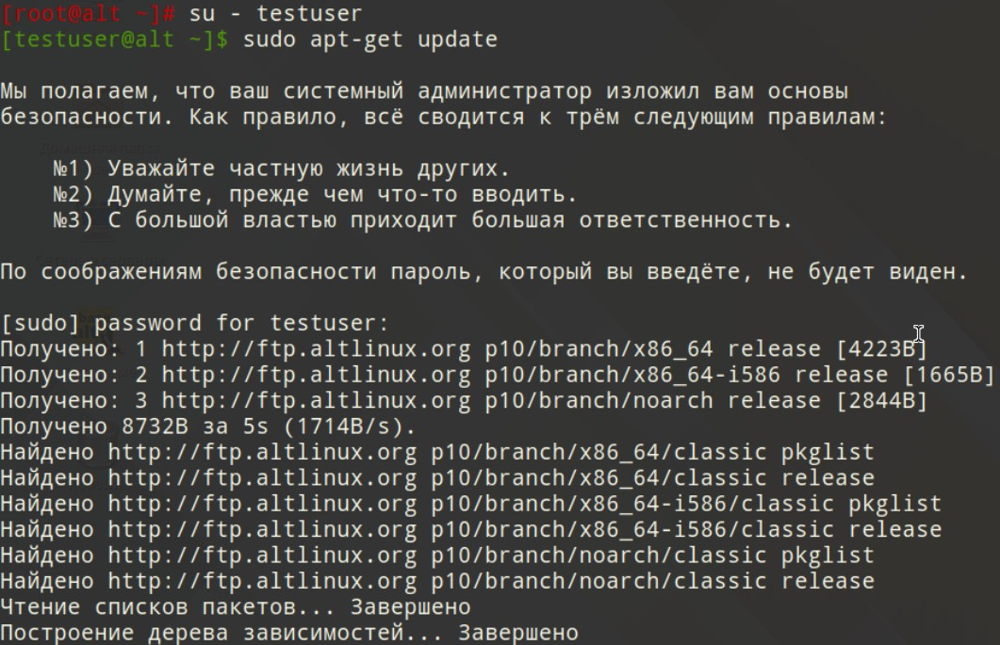 [root@alt ~]# su - testuser
[testuser@alt ~]$ sudo apt-get update
Мы полагаем, что ваш системный администратор изложил вам основы
безопасности. Как правило, всё сводится к трём следующим правилам:
№1) Уважайте частную жизнь других.
№2) Думайте, прежде чем что-то вводить.
№3) С большой властью приходит большая ответственность.
По соображениям безопасности пароль, который вы введёте, не будет виден.
[sudo] password for testuser:
Получено: 1 http://ftp.altlinux.org p10/branch/x86_64 release [4223B]
Получено: 2 http://ftp.altlinux.org p10/branch/x86_64-i586 release [1665B]
Получено: 3 http://ftp.altlinux.org p10/branch/noarch release [2844B]
Получено 8732B за 5s (1714B/s).
Найдено http://ftp.altlinux.org p10/branch/x86_64/classic pkglist
Найдено http://ftp.altlinux.org p10/branch/x86_64/classic release
Найдено http://ftp.altlinux.org p10/branch/x86_64-i586/classic pkglist
Найдено http://ftp.altlinux.org p10/branch/x86_64-i586/classic release
Найдено http://ftp.altlinux.org p10/branch/noarch/classic pkglist
Найдено http://ftp.altlinux.org p10/branch/noarch/classic release
Чтение списков пакетов... Завершено
Построение дерева зависимостей... Завершено